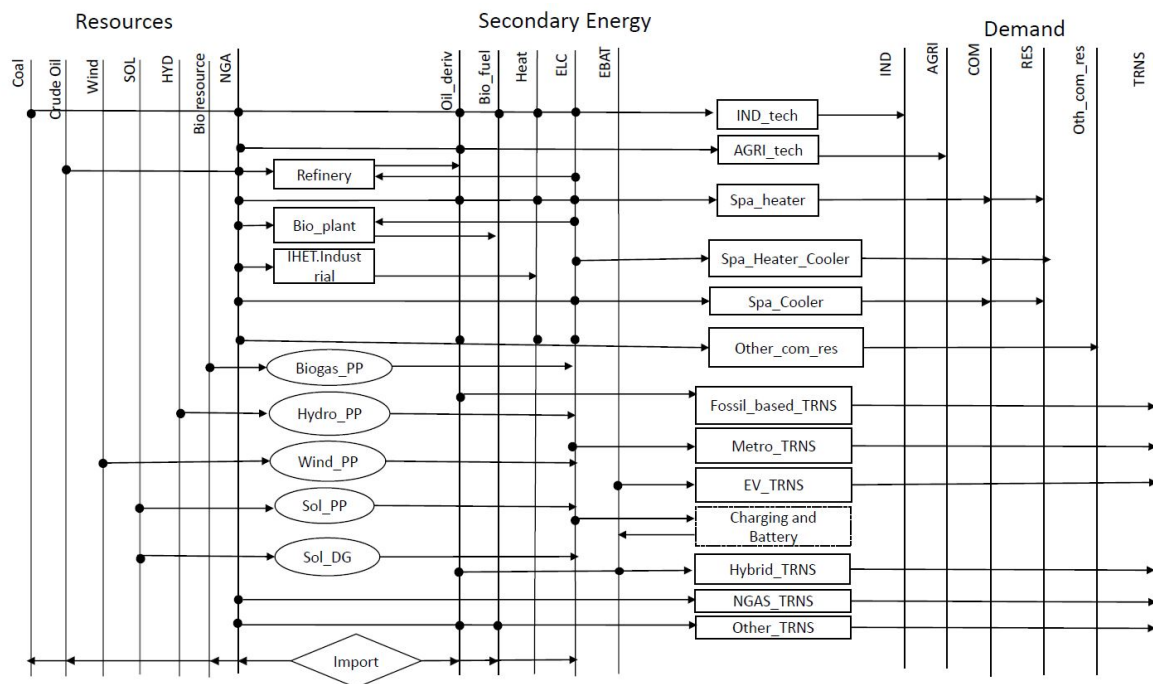 Resources
Secondary Energy
Demand
Coal
Crude Oil
Wind
SOL
HYD
Bio resource
NGA
Oil_deriv
Bio_fuel
Heat
ELC
EBAT
IND
AGRI
COM
RES
Oth_com_res
TRNS
IND_tech
AGRI_tech
Refinery
Spa_heater
Bio_plant
IHET.Indust
rial
Spa_Heater_Cooler
Spa_Cooler
Other_com_res
Biogas_PP
Fossil_based_TRNS
Hydro_PP
Metro_TRNS
Wind_PP
EV_TRNS
Sol_PP
Charging and
Battery
Sol_DG
Hybrid_TRNS
NGAS_TRNS
Other_TRNS
Import